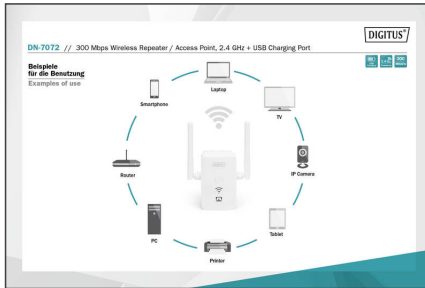 DIGITUS®
DN-7072 // 300 Mbps Wireless Repeater / Access Point, 2.4 GHz + USB Charging Port
Beispiele
für die Benutzung
Examples of use
300
Laptop
Smartphone
TV
Router
IP Camera
PC
Tablet
Printer